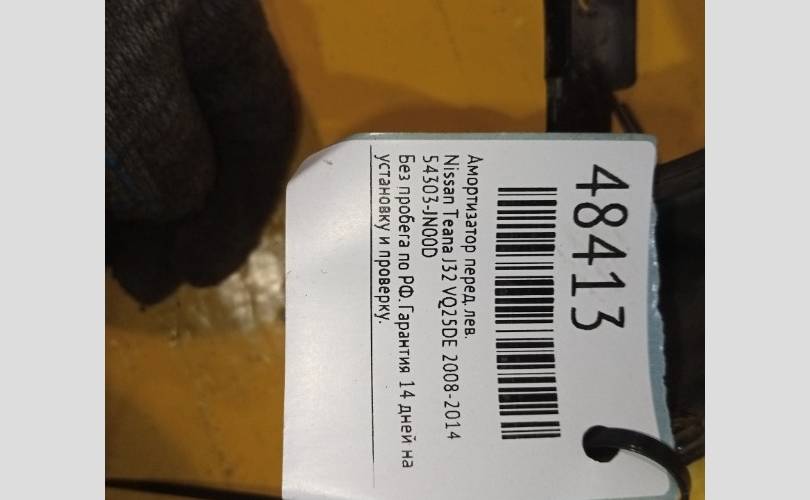 48413
Амортизатор перед. лев.
Nissan Teana J32 VQ25DE 2008-2014
54303-JN00D
Без пробега по РФ. Гарантия 14 дней на
установку и проверку.